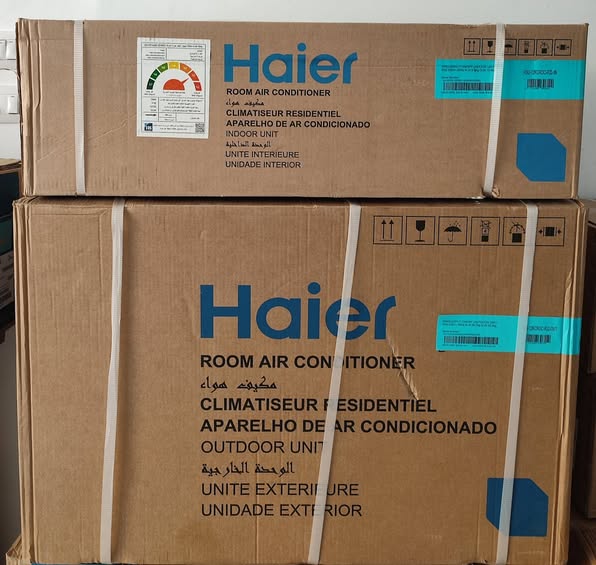 Haier
ROOM AIR CONDITIONER
مكيف هواء
CLIMATISEUR RESIDENTIEL
APARELHO DE AR CONDICIONADO
INDOOR UNIT
الوحدة الداخلية
UNITE INTERIEURE
UNIDADE INTERIOR
Haier
ROOM AIR CONDITIONER
مكيف هواء
CLIMATISEUR RESIDENTIEL
APARELHO DE AR CONDICIONADO
OUTDOOR UNIT
الوحدة الخارجية
UNITE EXTERIEURE
UNIDADE EXTERIOR